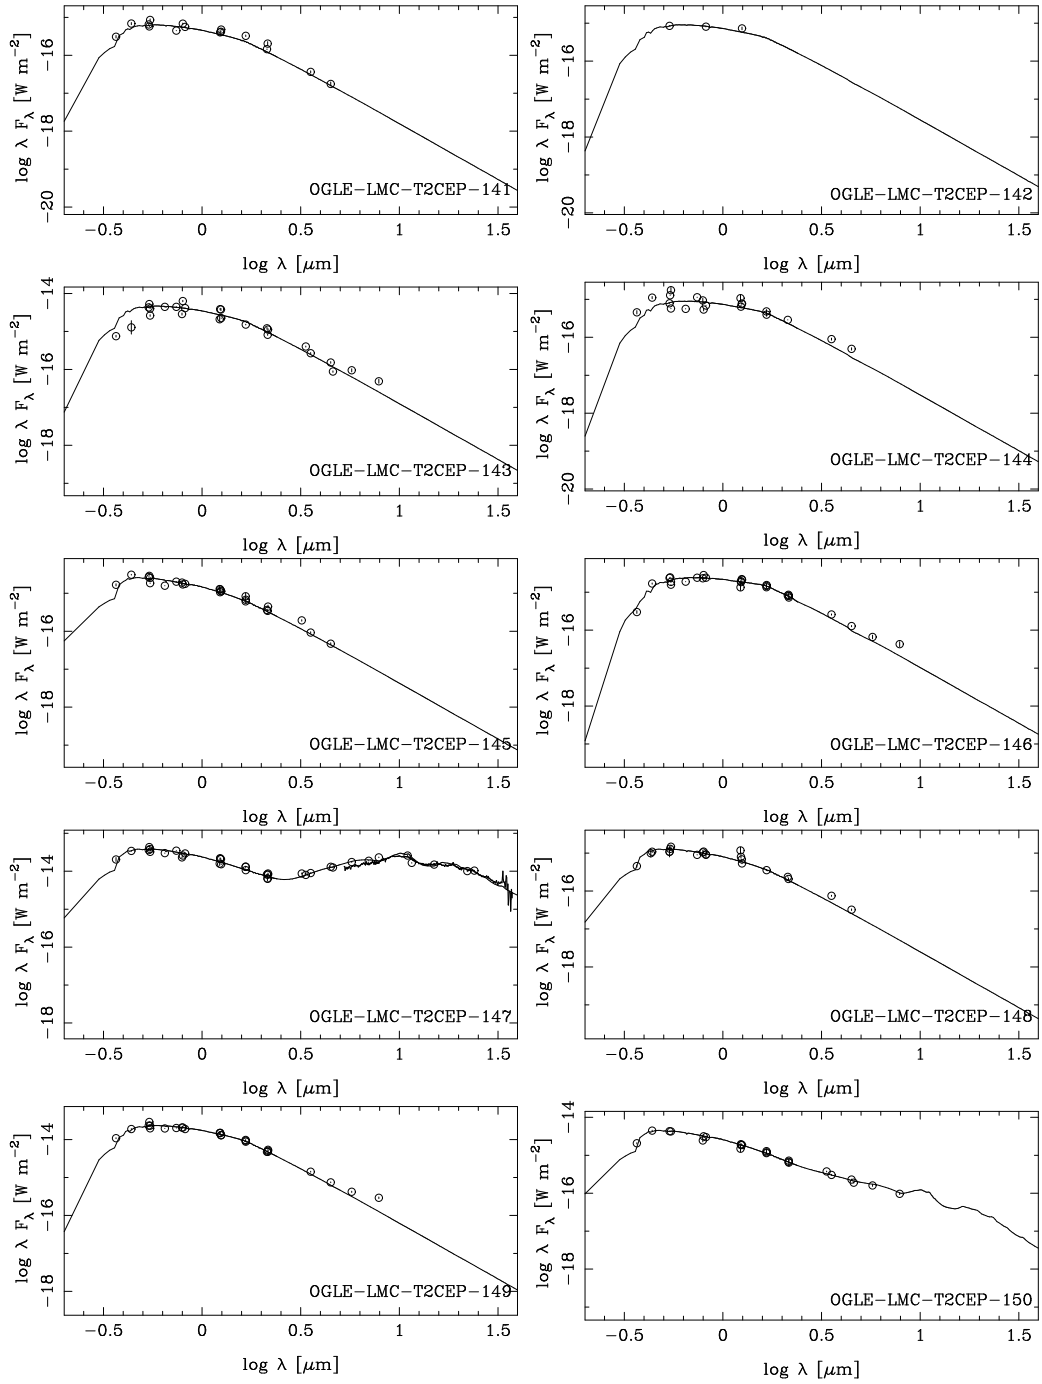 log λ F_λ [W m⁻²]
−16
−18
−20
OGLE−LMC−T2CEP−141
−0.5 0 0.5 1 1.5
log λ [μm]
log λ F_λ [W m⁻²]
−16
−18
−20
OGLE−LMC−T2CEP−142
−0.5 0 0.5 1 1.5
log λ [μm]
log λ F_λ [W m⁻²]
−14
−16
−18
OGLE−LMC−T2CEP−143
−0.5 0 0.5 1 1.5
log λ [μm]
log λ F_λ [W m⁻²]
−16
−18
−20
OGLE−LMC−T2CEP−144
−0.5 0 0.5 1 1.5
log λ [μm]
log λ F_λ [W m⁻²]
−16
−18
OGLE−LMC−T2CEP−145
−0.5 0 0.5 1 1.5
log λ [μm]
log λ F_λ [W m⁻²]
−16
−18
OGLE−LMC−T2CEP−146
−0.5 0 0.5 1 1.5
log λ [μm]
log λ F_λ [W m⁻²]
−14
−16
−18
OGLE−LMC−T2CEP−147
−0.5 0 0.5 1 1.5
log λ [μm]
log λ F_λ [W m⁻²]
−16
−18
OGLE−LMC−T2CEP−148
−0.5 0 0.5 1 1.5
log λ [μm]
log λ F_λ [W m⁻²]
−14
−16
−18
OGLE−LMC−T2CEP−149
−0.5 0 0.5 1 1.5
log λ [μm]
log λ F_λ [W m⁻²]
−14
−16
−18
OGLE−LMC−T2CEP−150
−0.5 0 0.5 1 1.5
log λ [μm]